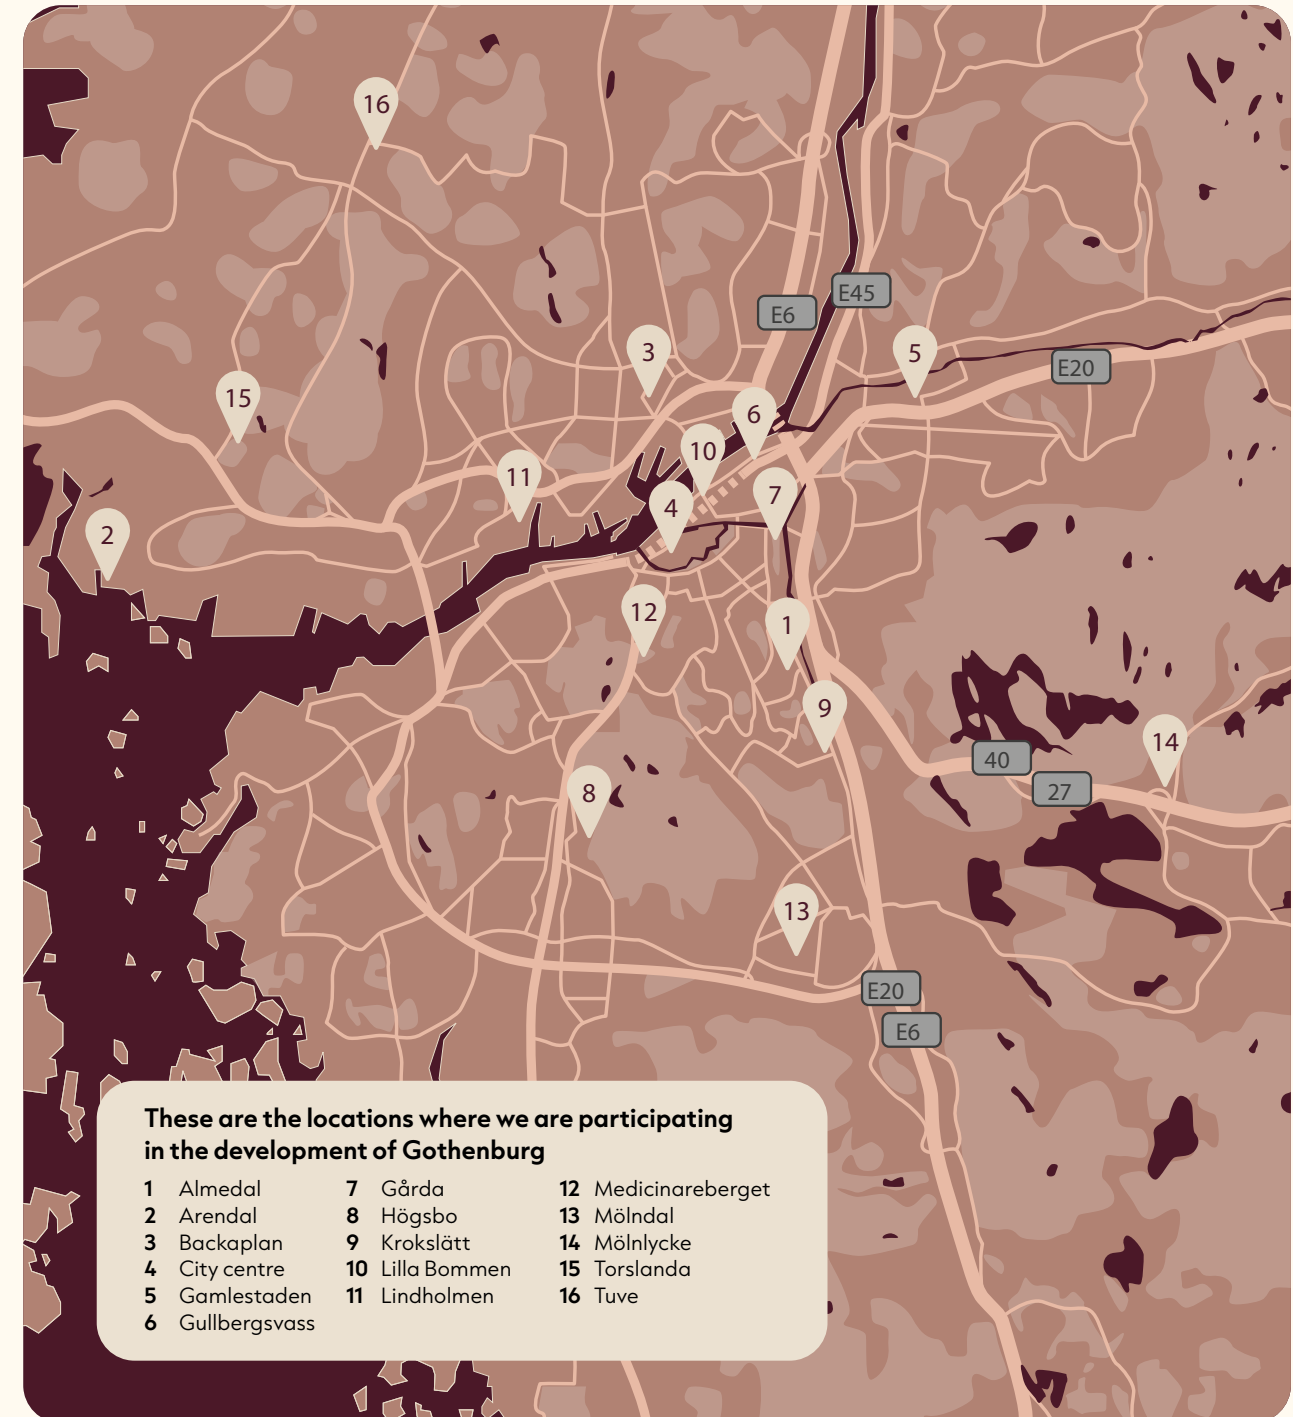 16
E45
E6
3
5
E20
15
6
10
11
7
4
2
12
1
9
14
40
8
27
13
E20
E6
These are the locations where we are participating
in the development of Gothenburg
1 Almedal
2 Arendal
3 Backaplan
4 City centre
5 Gamlestaden
6 Gullbergsvass
7 Gårda
8 Högsbo
9 Krokslätt
10 Lilla Bommen
11 Lindholmen
12 Medicinareberget
13 Mölndal
14 Mölnlycke
15 Torslanda
16 Tuve